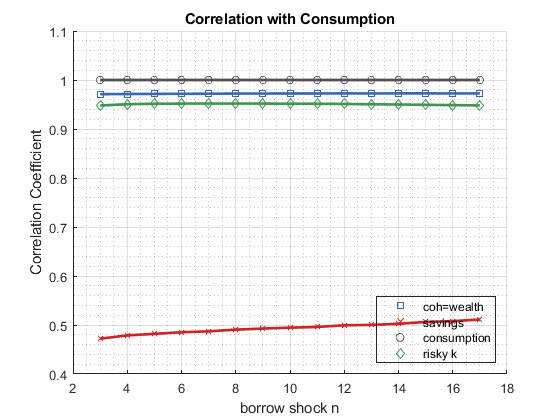 Correlation with Consumption
1.1
1
0.9
0.8
0.7
0.6
0.5
0.4
Correlation Coefficient
2
4
6
8
10
12
14
16
18
borrow shock n
coh=wealth
savings
consumption
risky k